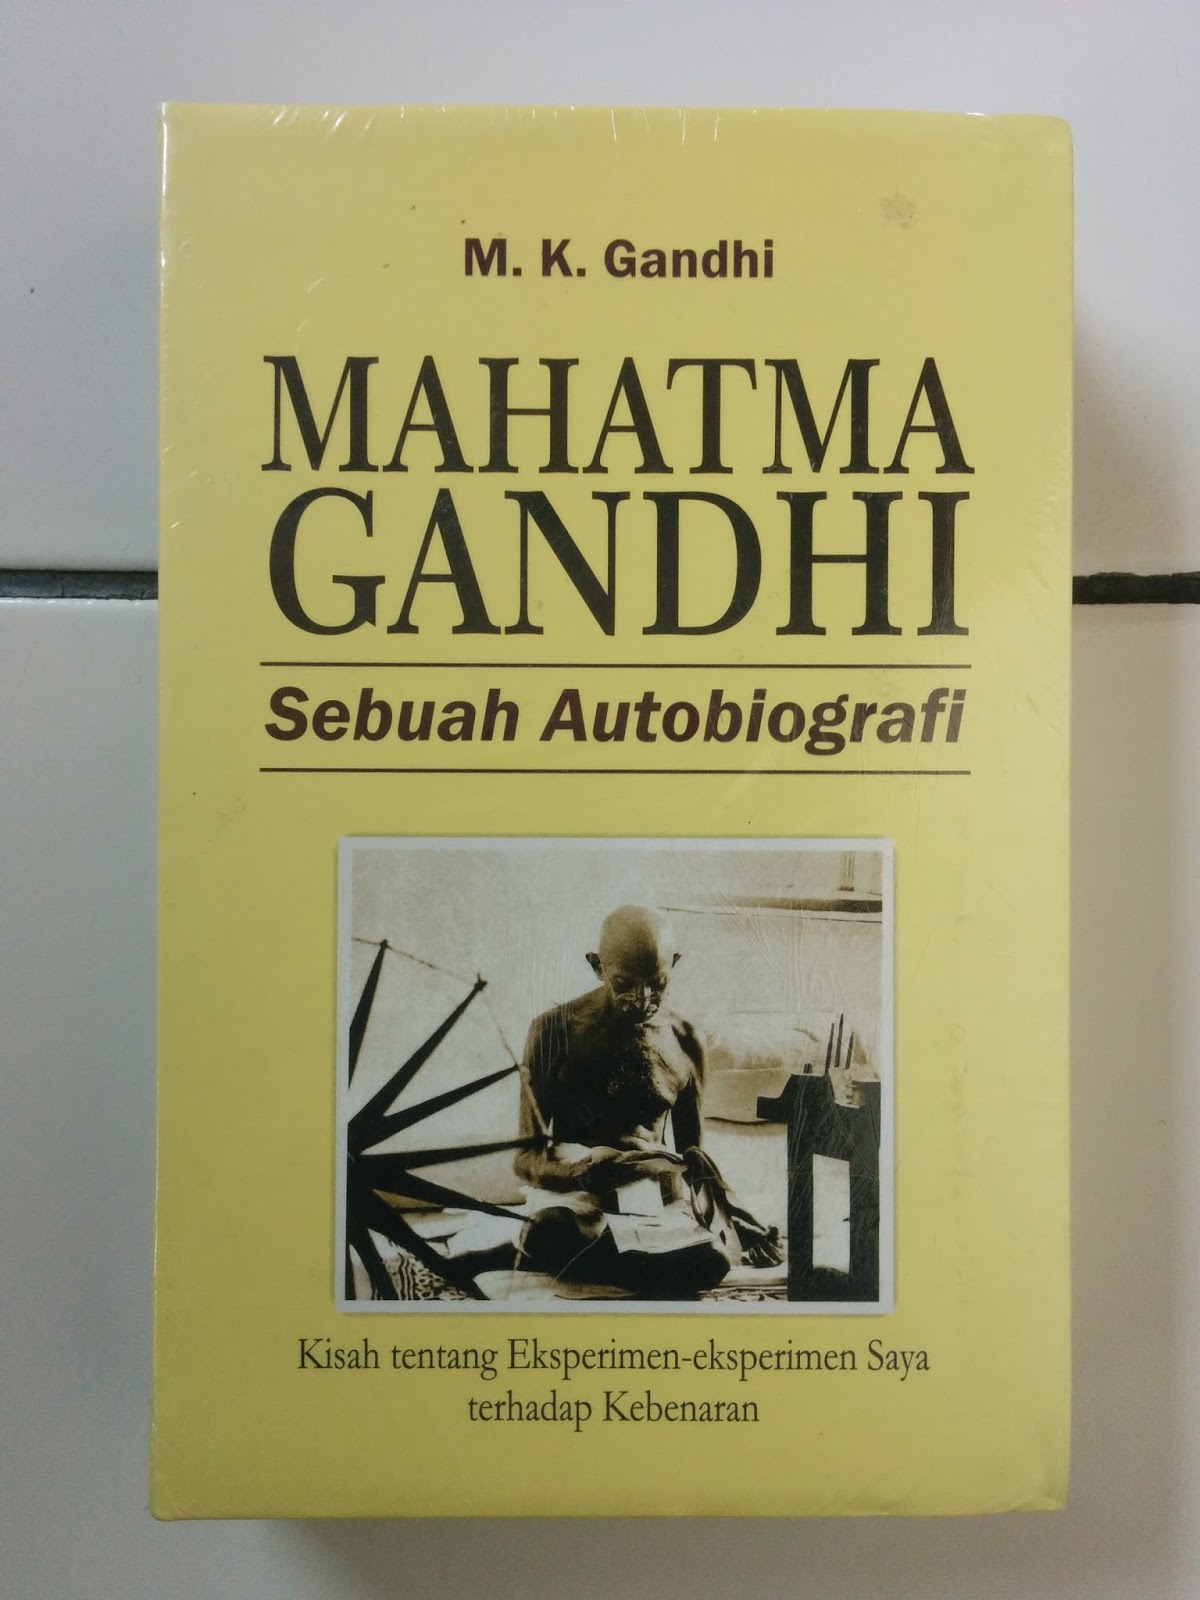 M. K. Gandhi
MAHATMA
GANDHI
Sebuah Autobiografi
Kisah tentang Eksperimen-eksperimen Saya
terhadap Kebenaran